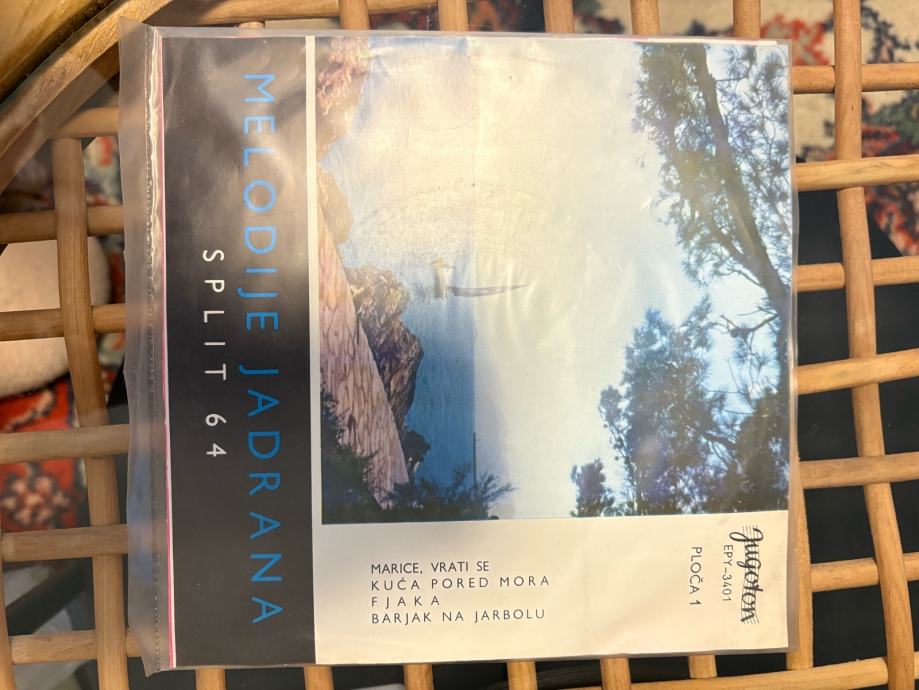 MELODIJE JADRANA
SPLIT 64
Jugoton
EPY-3401
PLOČA 1
MARICE, VRATI SE
KUĆA PORED MORA
FJAKA
BARJAK NA JARBOLU